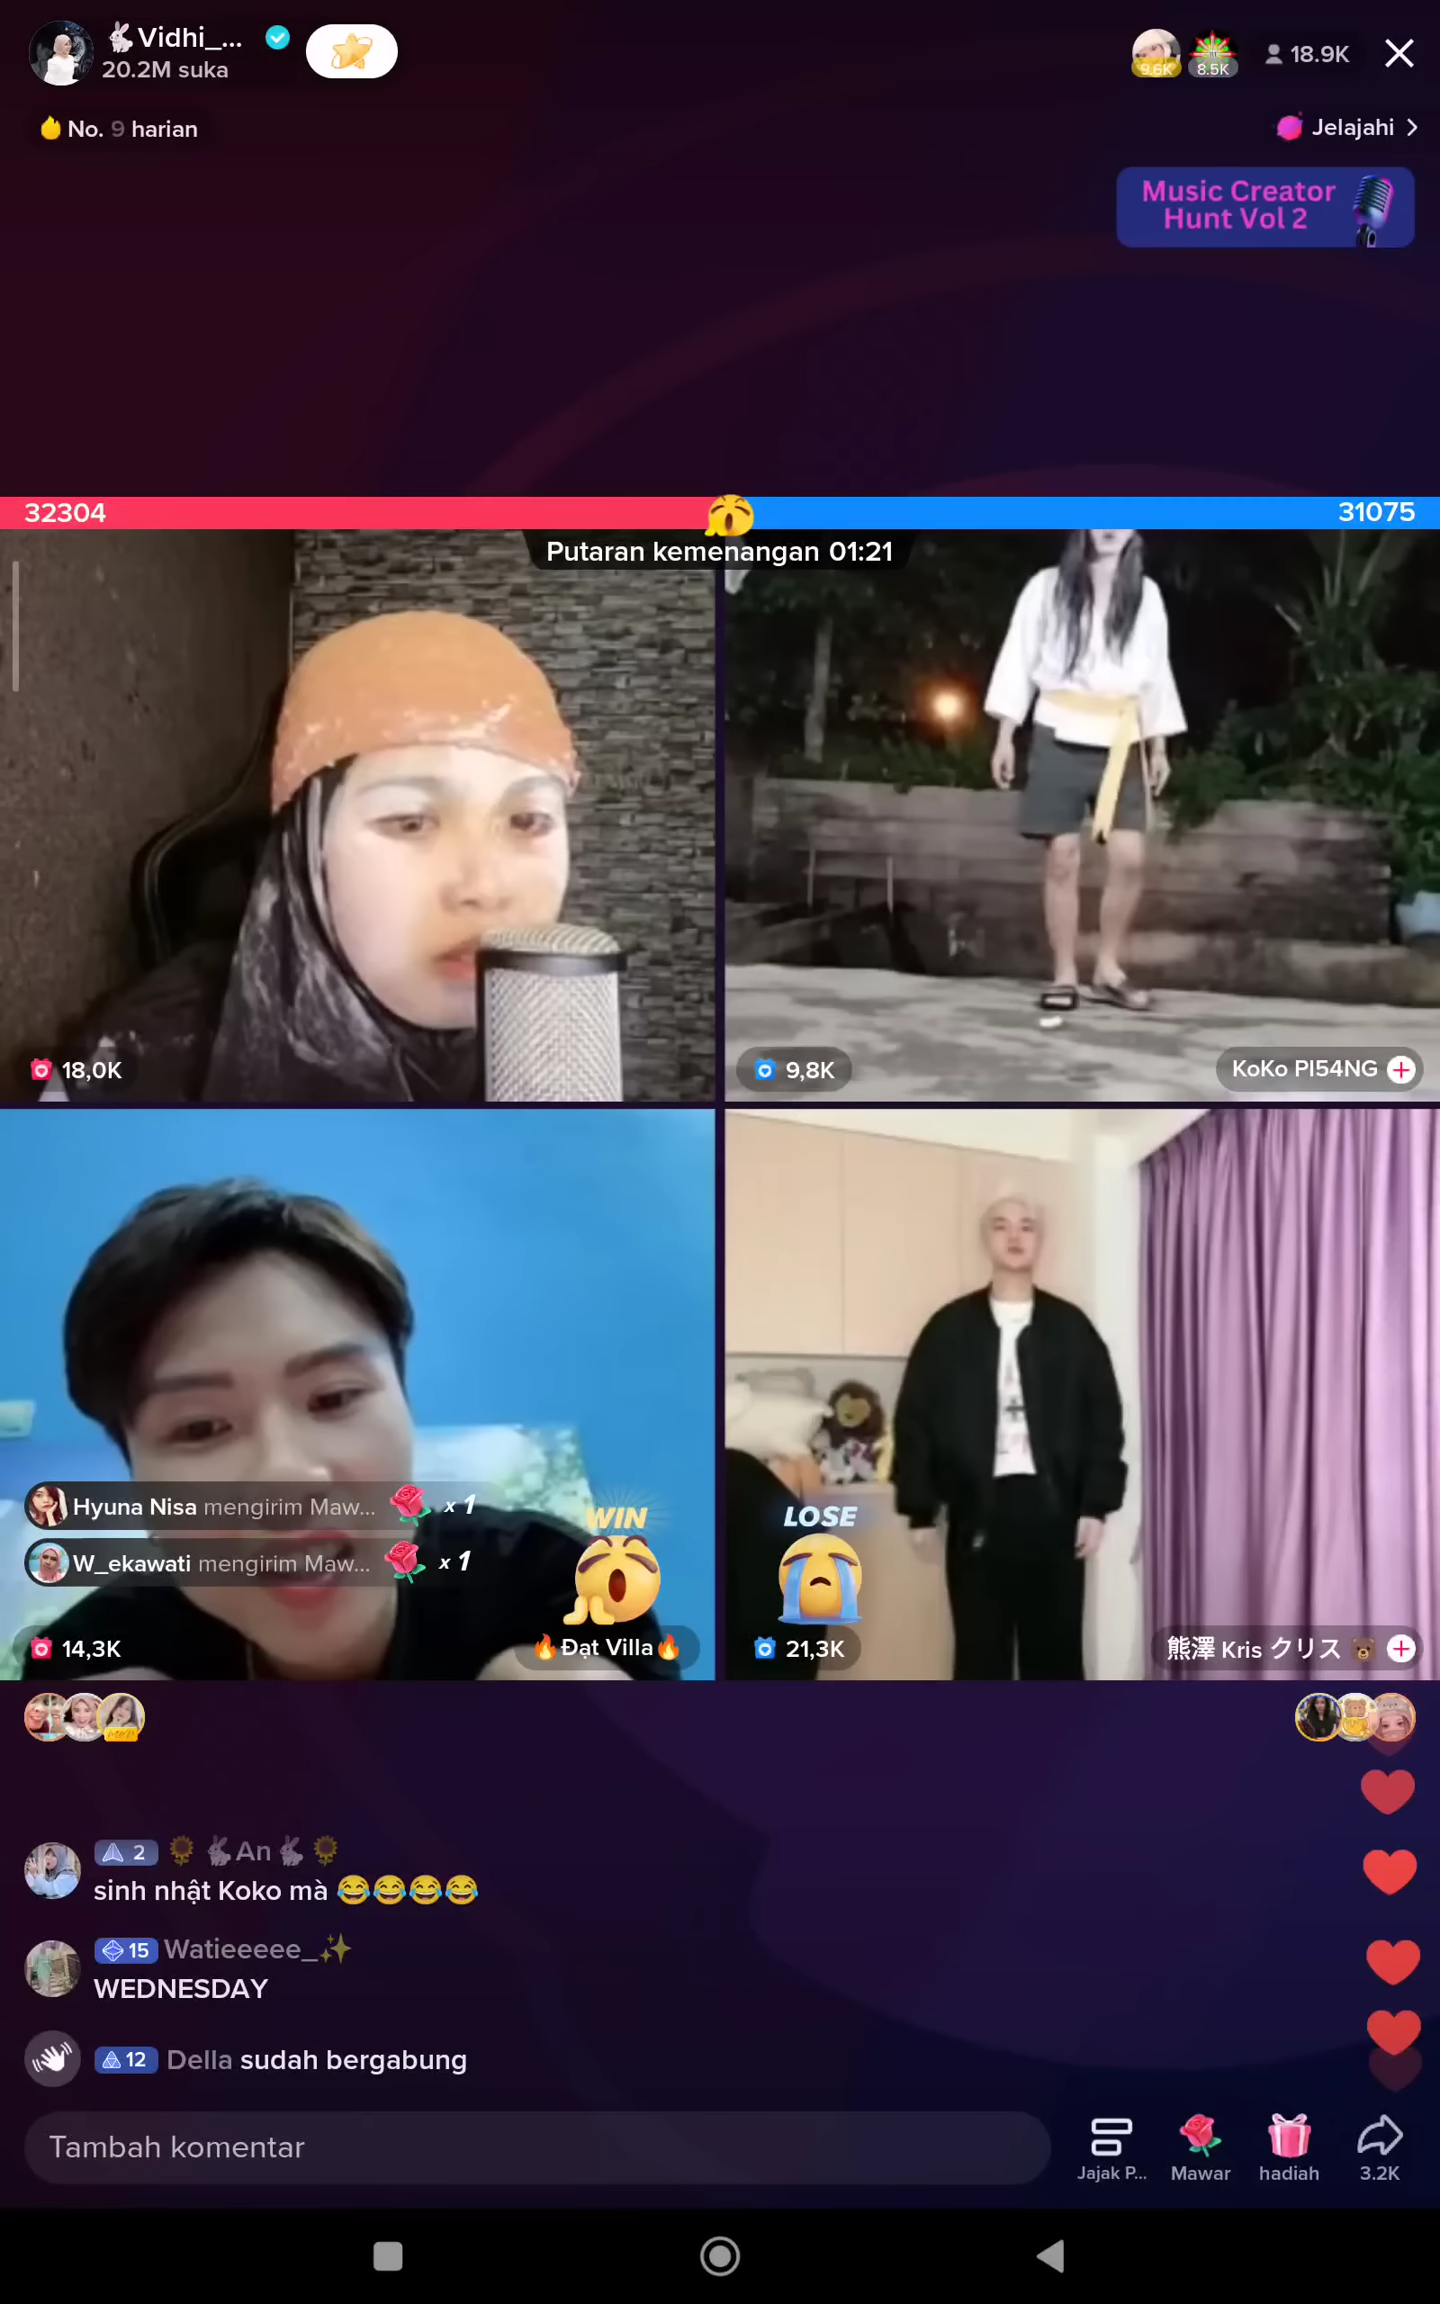 🐇Vidhi_...
20.2M suka
9.6K
8.5K
18.9K
No. 9 harian
Jelajahi
Music Creator
Hunt Vol 2
32304
31075
Putaran kemenangan 01:21
18,0K
9,8K
KoKo PI54NG
Hyuna Nisa mengirim Maw... x 1
W_ekawati mengirim Maw... x 1
WIN
LOSE
14,3K
🔥Đạt Villa🔥
21,3K
熊澤 Kris クリス 🐻
2 🌻🐇An🐇🌻
sinh nhật Koko mà 😂😂😂😂
15 Watieeeee_✨
WEDNESDAY
12 Della sudah bergabung
Tambah komentar
Jajak P...
Mawar
hadiah
3.2K